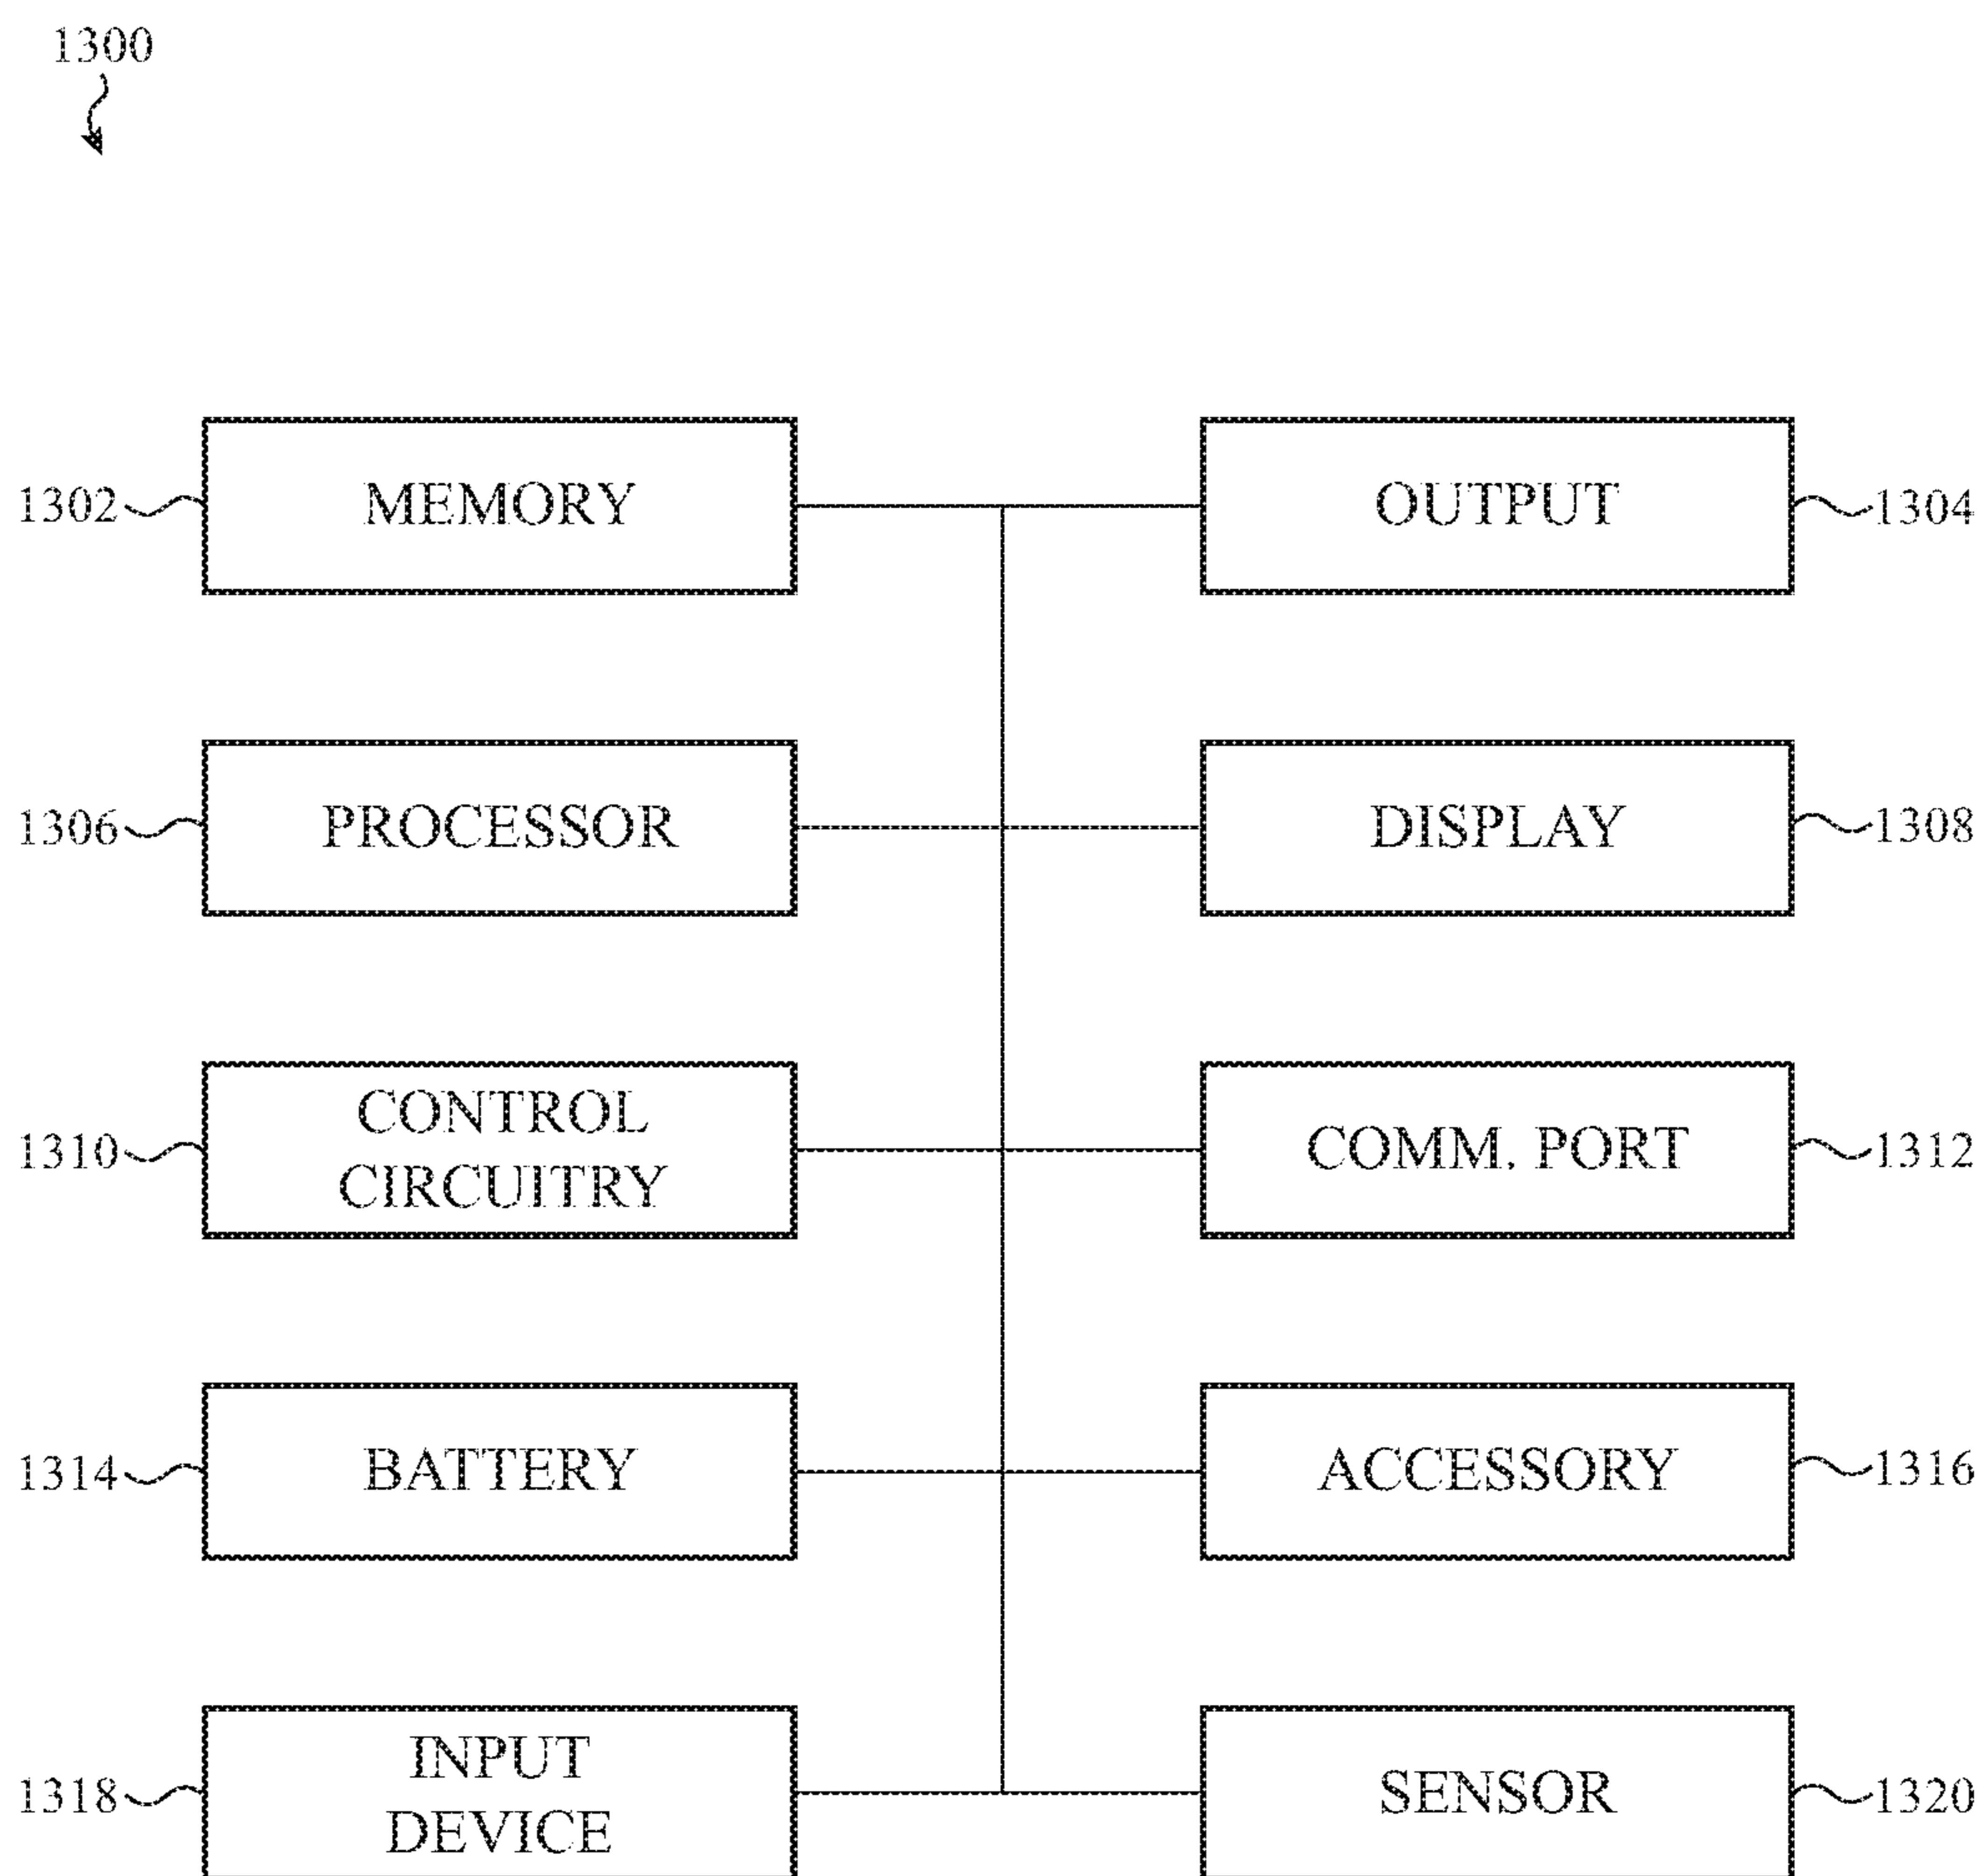 1300
1302 MEMORY OUTPUT 1304
1306 PROCESSOR DISPLAY 1308
1310 CONTROL CIRCUITRY COMM. PORT 1312
1314 BATTERY ACCESSORY 1316
1318 INPUT DEVICE SENSOR 1320